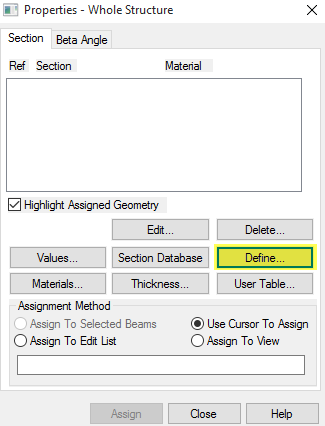 Properties - Whole Structure
Section Beta Angle
Ref Section Material
Highlight Assigned Geometry
Edit... Delete...
Values... Section Database Define...
Materials... Thickness... User Table...
Assignment Method
Assign To Selected Beams Use Cursor To Assign
Assign To Edit List Assign To View
Assign Close Help